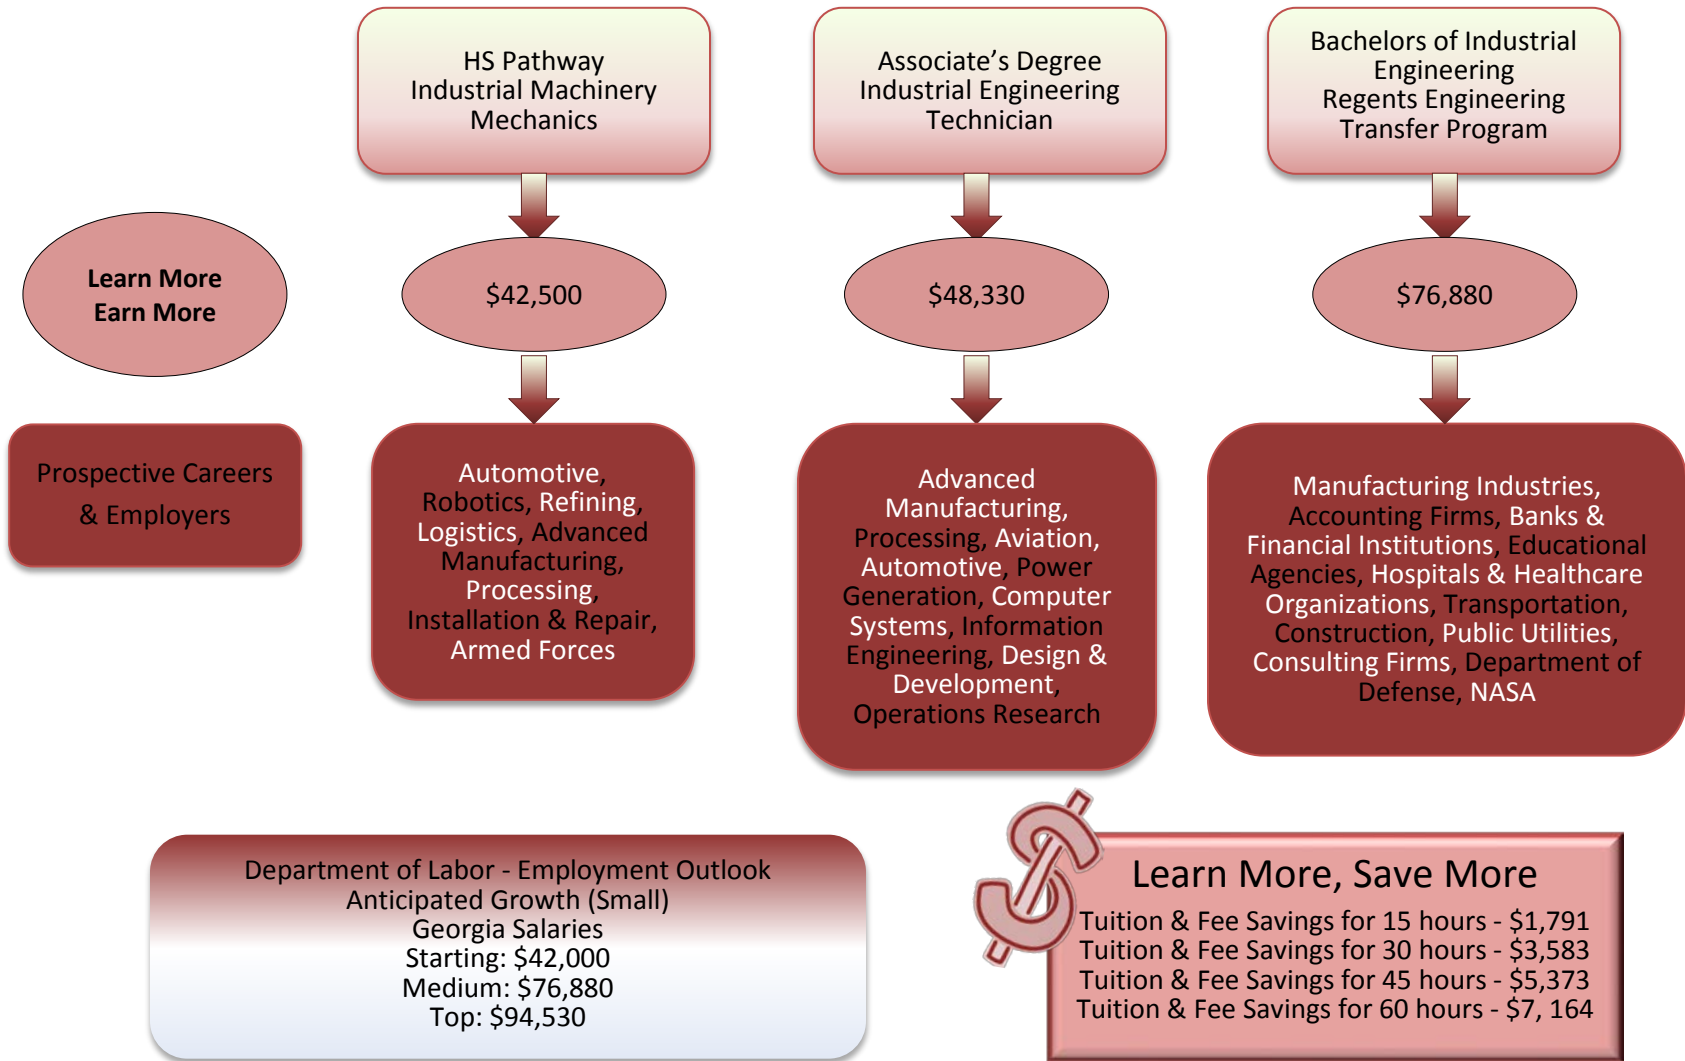 HS Pathway
Industrial Machinery
Mechanics
Associate’s Degree
Industrial Engineering
Technician
Bachelors of Industrial
Engineering
Regents Engineering
Transfer Program
Learn More
Earn More
$42,500
$48,330
$76,880
Prospective Careers
& Employers
Automotive,
Robotics, Refining,
Logistics, Advanced
Manufacturing,
Processing,
Installation & Repair,
Armed Forces
Advanced
Manufacturing,
Processing, Aviation,
Automotive, Power
Generation, Computer
Systems, Information
Engineering, Design &
Development,
Operations Research
Manufacturing Industries,
Accounting Firms, Banks &
Financial Institutions, Educational
Agencies, Hospitals & Healthcare
Organizations, Transportation,
Construction, Public Utilities,
Consulting Firms, Department of
Defense, NASA
Department of Labor - Employment Outlook
Anticipated Growth (Small)
Georgia Salaries
Starting: $42,000
Medium: $76,880
Top: $94,530
Learn More, Save More
Tuition & Fee Savings for 15 hours - $1,791
Tuition & Fee Savings for 30 hours - $3,583
Tuition & Fee Savings for 45 hours - $5,373
Tuition & Fee Savings for 60 hours - $7, 164